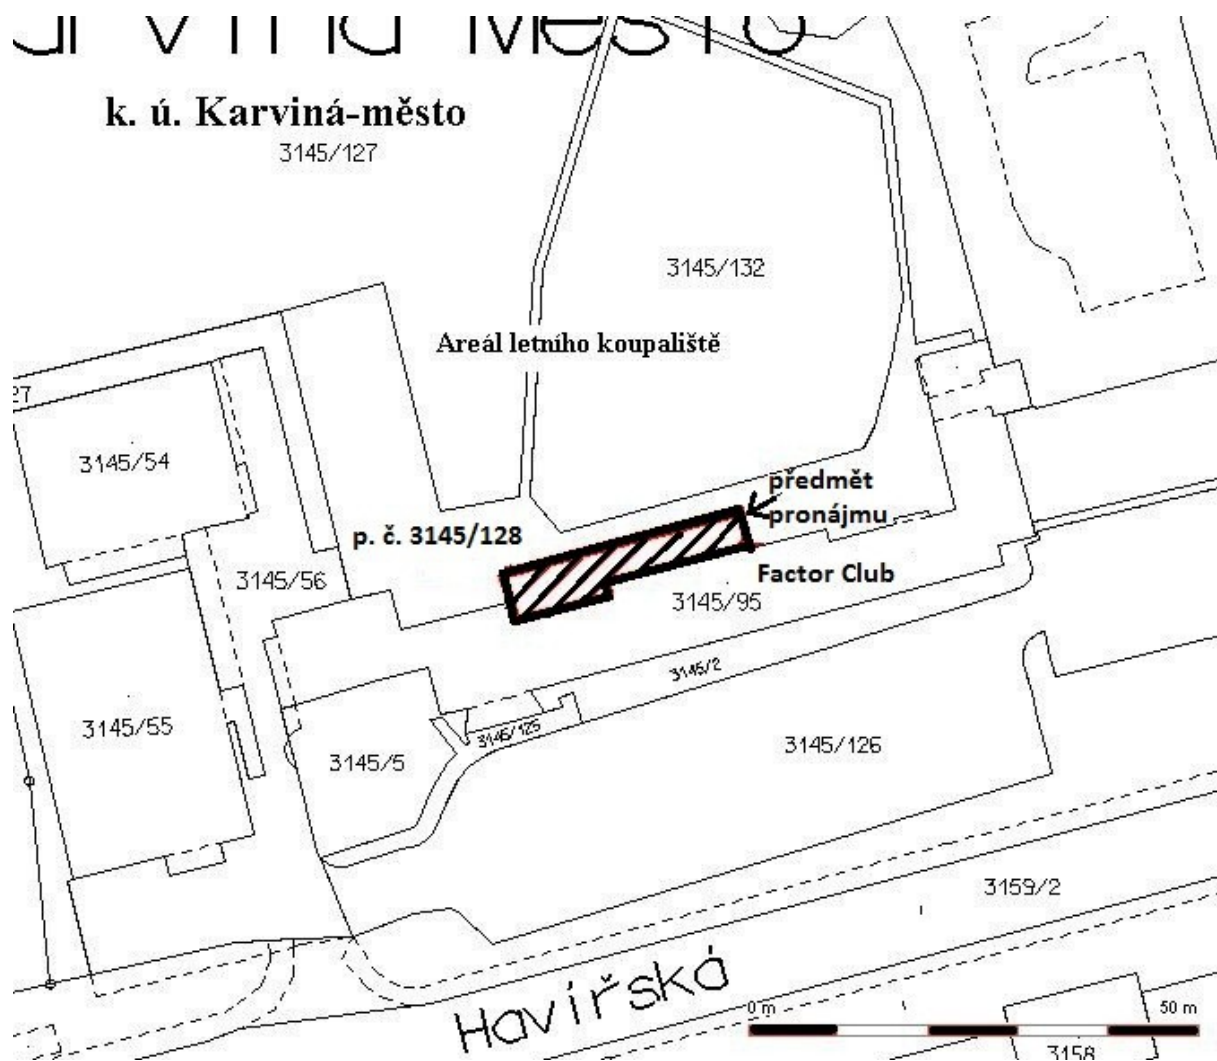 k. ú. Karviná-město
3145/127
3145/132
Areál letního koupaliště
27
3145/54
předmět
pronájmu
p. č. 3145/128
3145/56
Factor Club
3145/95
3145/2
3145/55
3145/125
3145/5
3145/126
3159/2
Havířská
0 m 50 m
3158